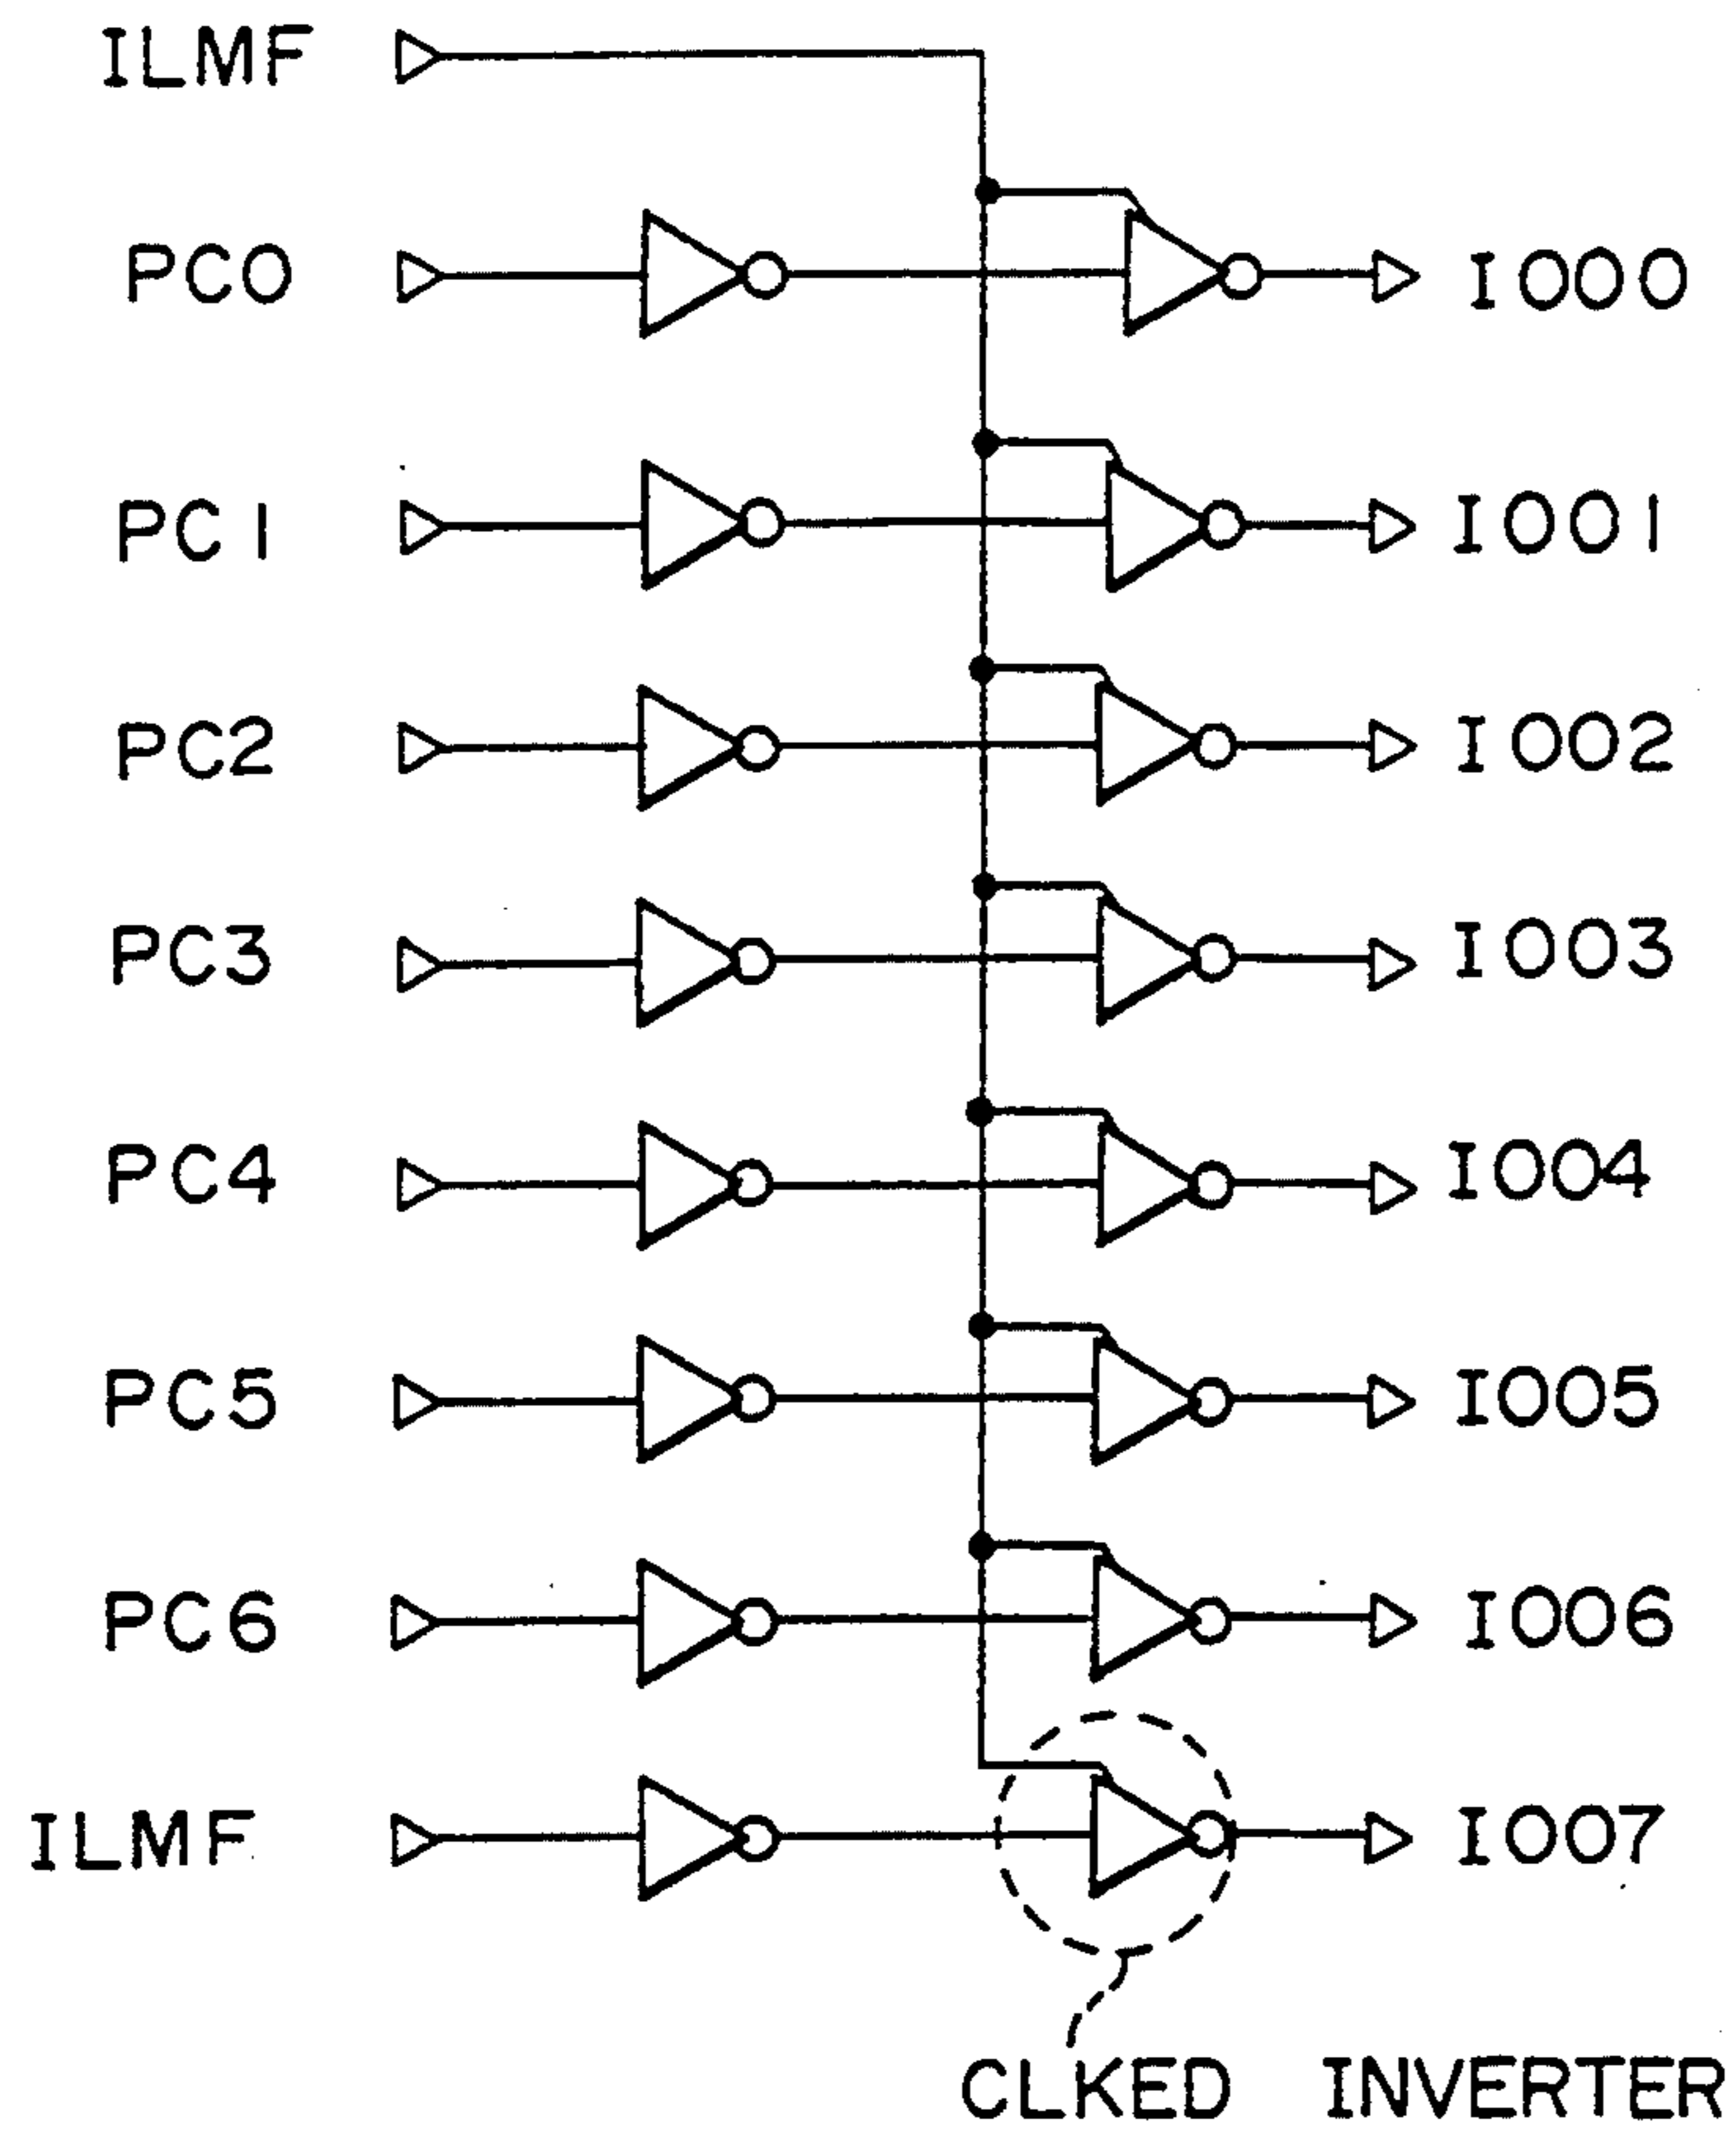 ILMF
PC0 I000
PC1 I001
PC2 I002
PC3 I003
PC4 I004
PC5 I005
PC6 I006
ILMF I007
CLKED INVERTER